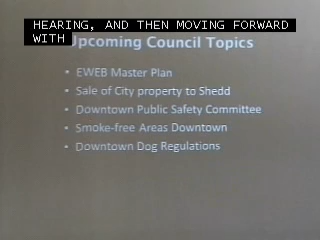 HEARING, AND THEN MOVING FORWARD
WITH
Upcoming Council Topics
• EWEB Master Plan
• Sale of City property to Shedd
• Downtown Public Safety Committee
• Smoke-free Areas Downtown
• Downtown Dog Regulations